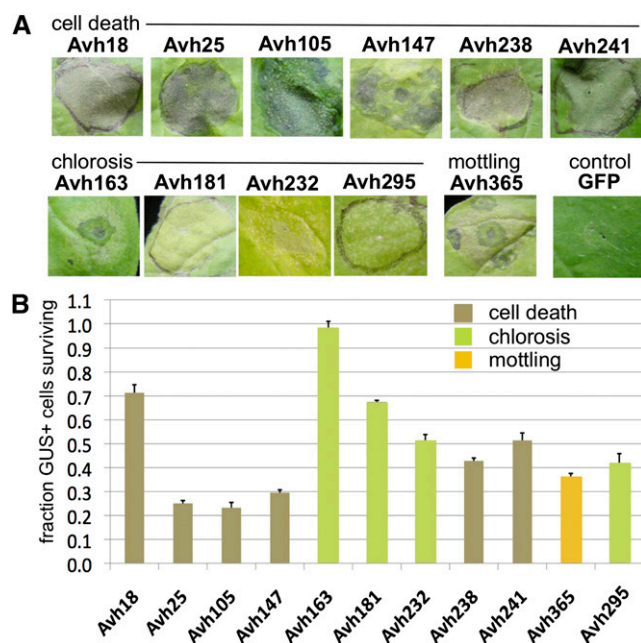 A cell death
Avh18 Avh25 Avh105 Avh147 Avh238 Avh241
chlorosis mottling control
Avh163 Avh181 Avh232 Avh295 Avh365 GFP
B
fraction GUS+ cells surviving
1.1
1.0
0.9
0.8
0.7
0.6
0.5
0.4
0.3
0.2
0.1
0.0
cell death
chlorosis
mottling
Avh18 Avh25 Avh105 Avh147 Avh163 Avh181 Avh232 Avh238 Avh241 Avh365 Avh295